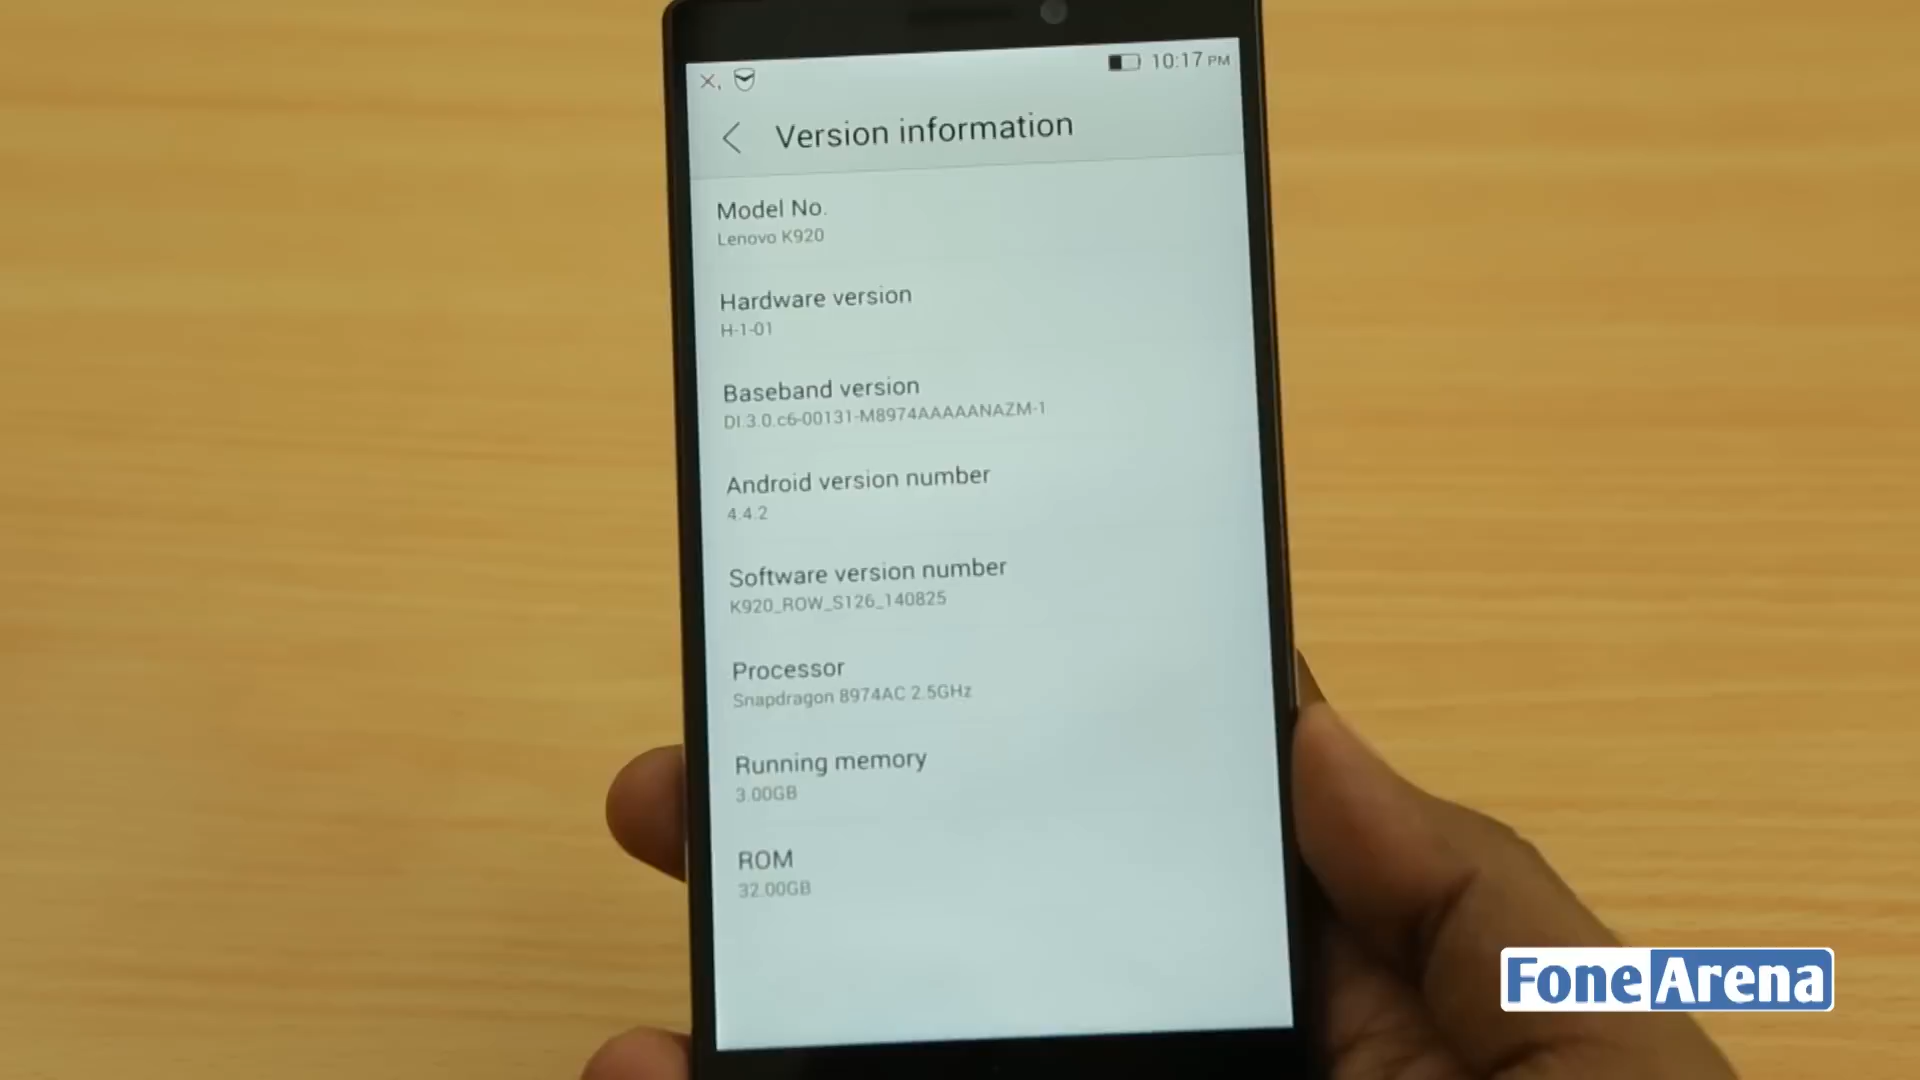 10:17 PM
Version information
Model No.
Lenovo K920
Hardware version
H-1-01
Baseband version
DI.3.0.c6-00131-M8974AAAAANAZM-1
Android version number
4.4.2
Software version number
K920_ROW_S126_140825
Processor
Snapdragon 8974AC 2.5GHz
Running memory
3.00GB
ROM
32.00GB
FoneArena